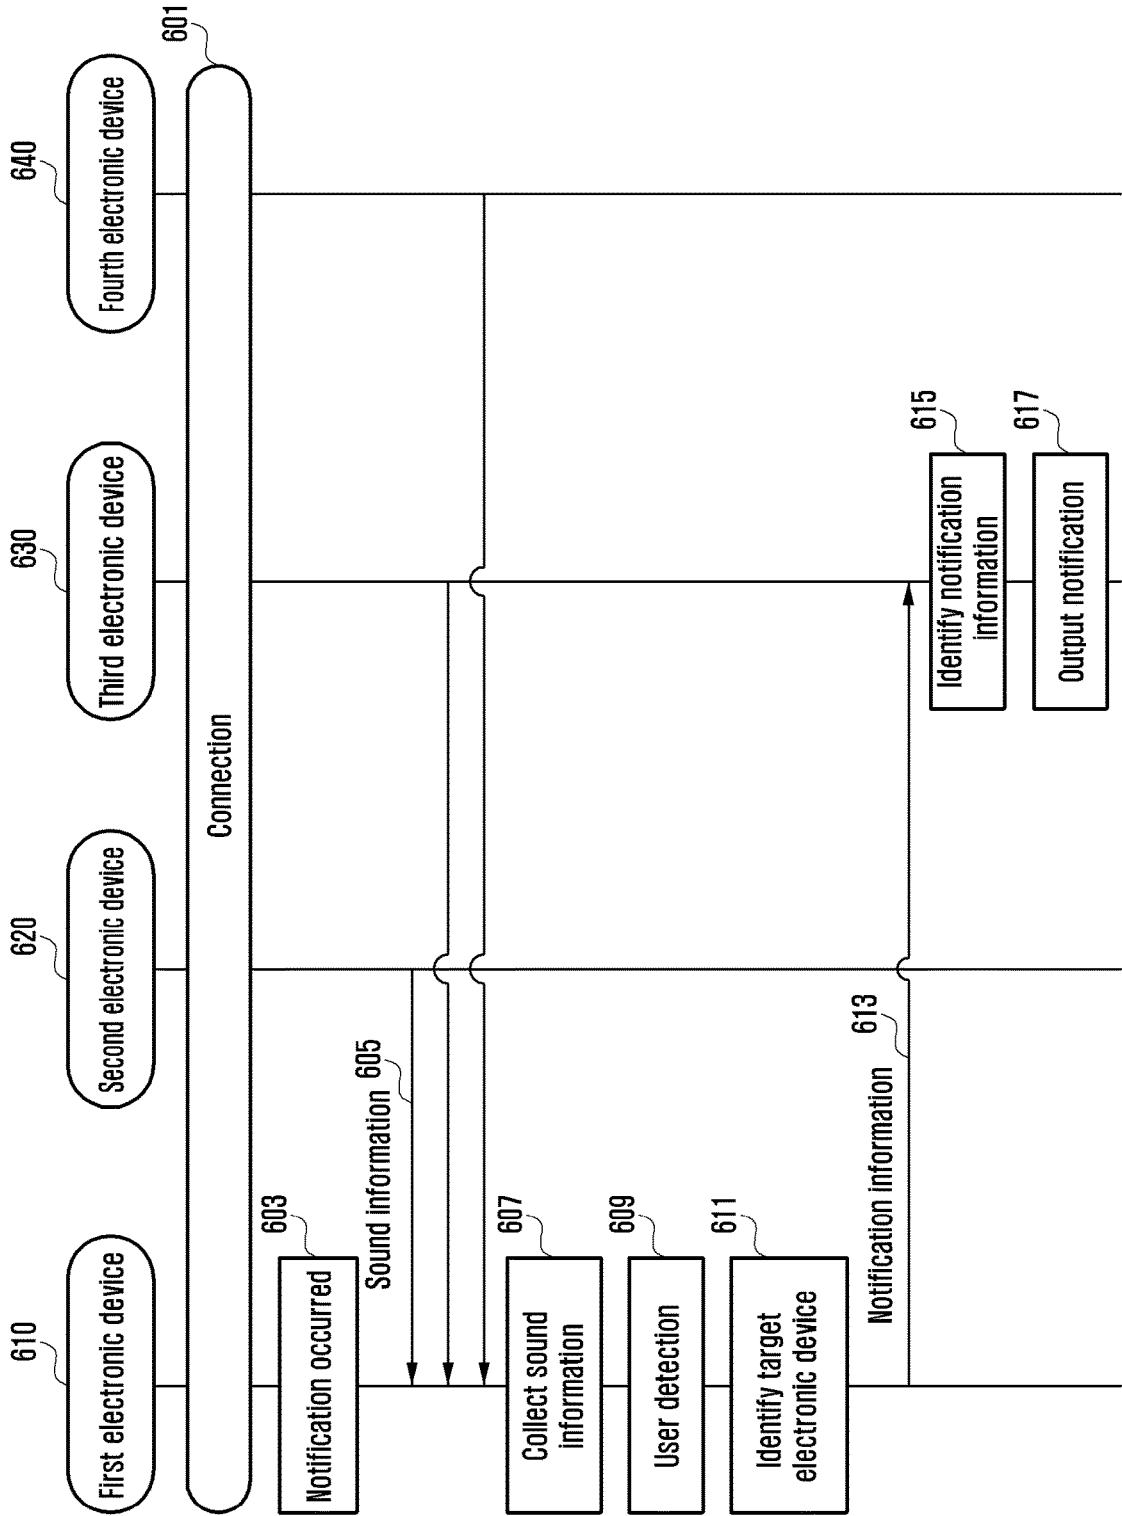 610
620
630
640
First electronic device
Second electronic device
Third electronic device
Fourth electronic device
601
Connection
603
Notification occurred
Sound information
605
607
Collect sound
information
609
User detection
611
Identify target
electronic device
Notification information
613
615
Identify notification
information
617
Output notification